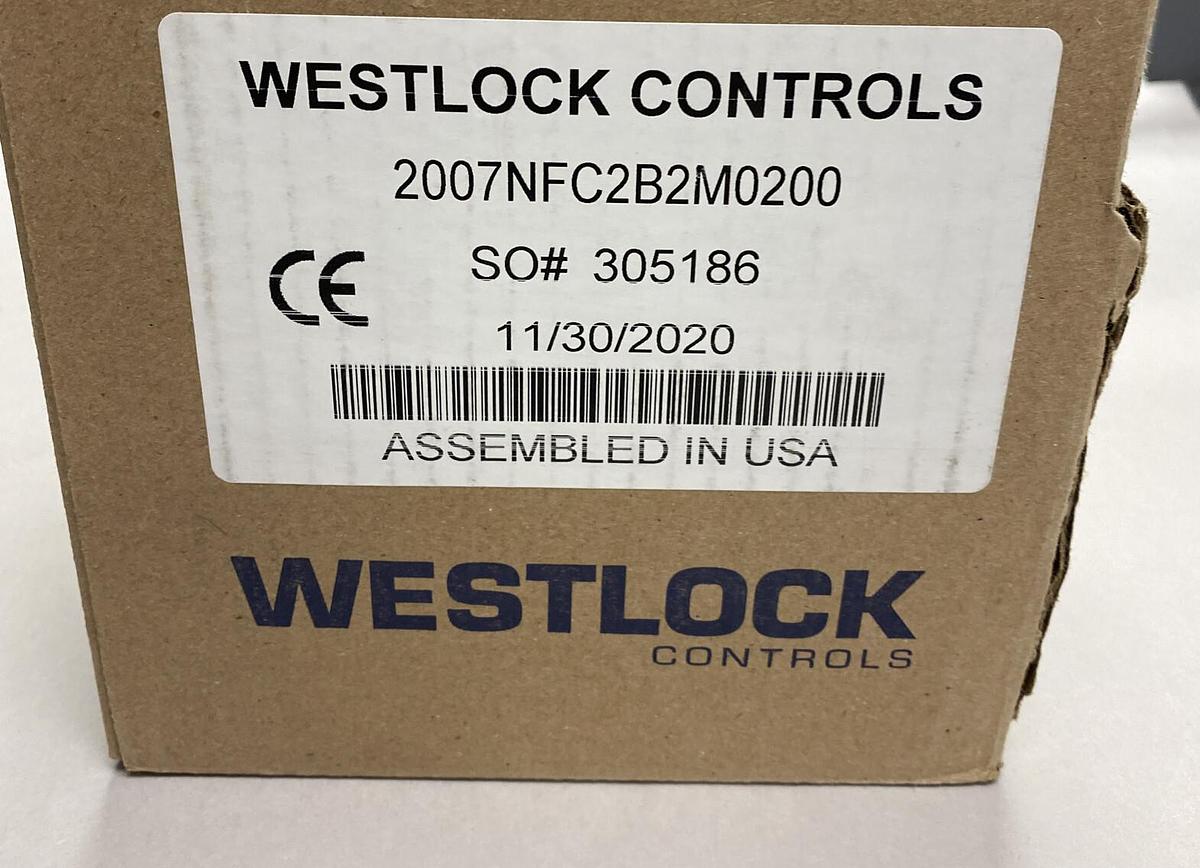 WESTLOCK CONTROLS
2007NFC2B2M0200
CE
SO# 305186
11/30/2020
ASSEMBLED IN USA
WESTLOCK
CONTROLS